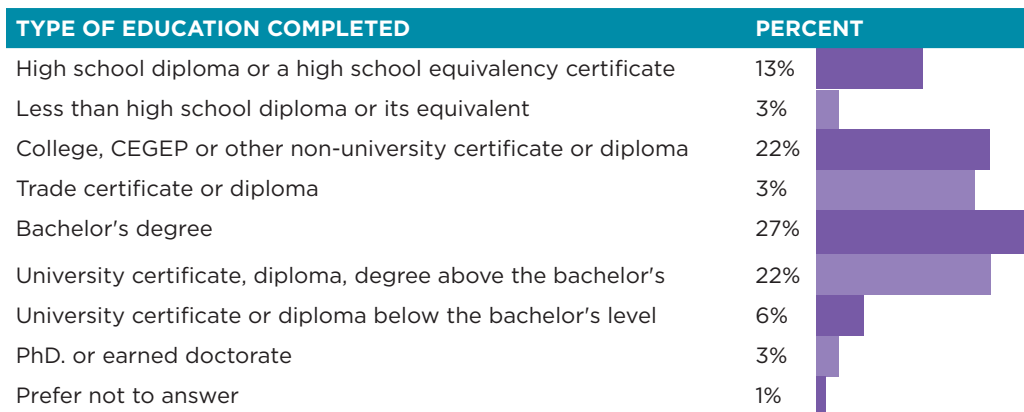 TYPE OF EDUCATION COMPLETED PERCENT
High school diploma or a high school equivalency certificate 13%
Less than high school diploma or its equivalent 3%
College, CEGEP or other non-university certificate or diploma 22%
Trade certificate or diploma 3%
Bachelor's degree 27%
University certificate, diploma, degree above the bachelor's 22%
University certificate or diploma below the bachelor's level 6%
PhD. or earned doctorate 3%
Prefer not to answer 1%